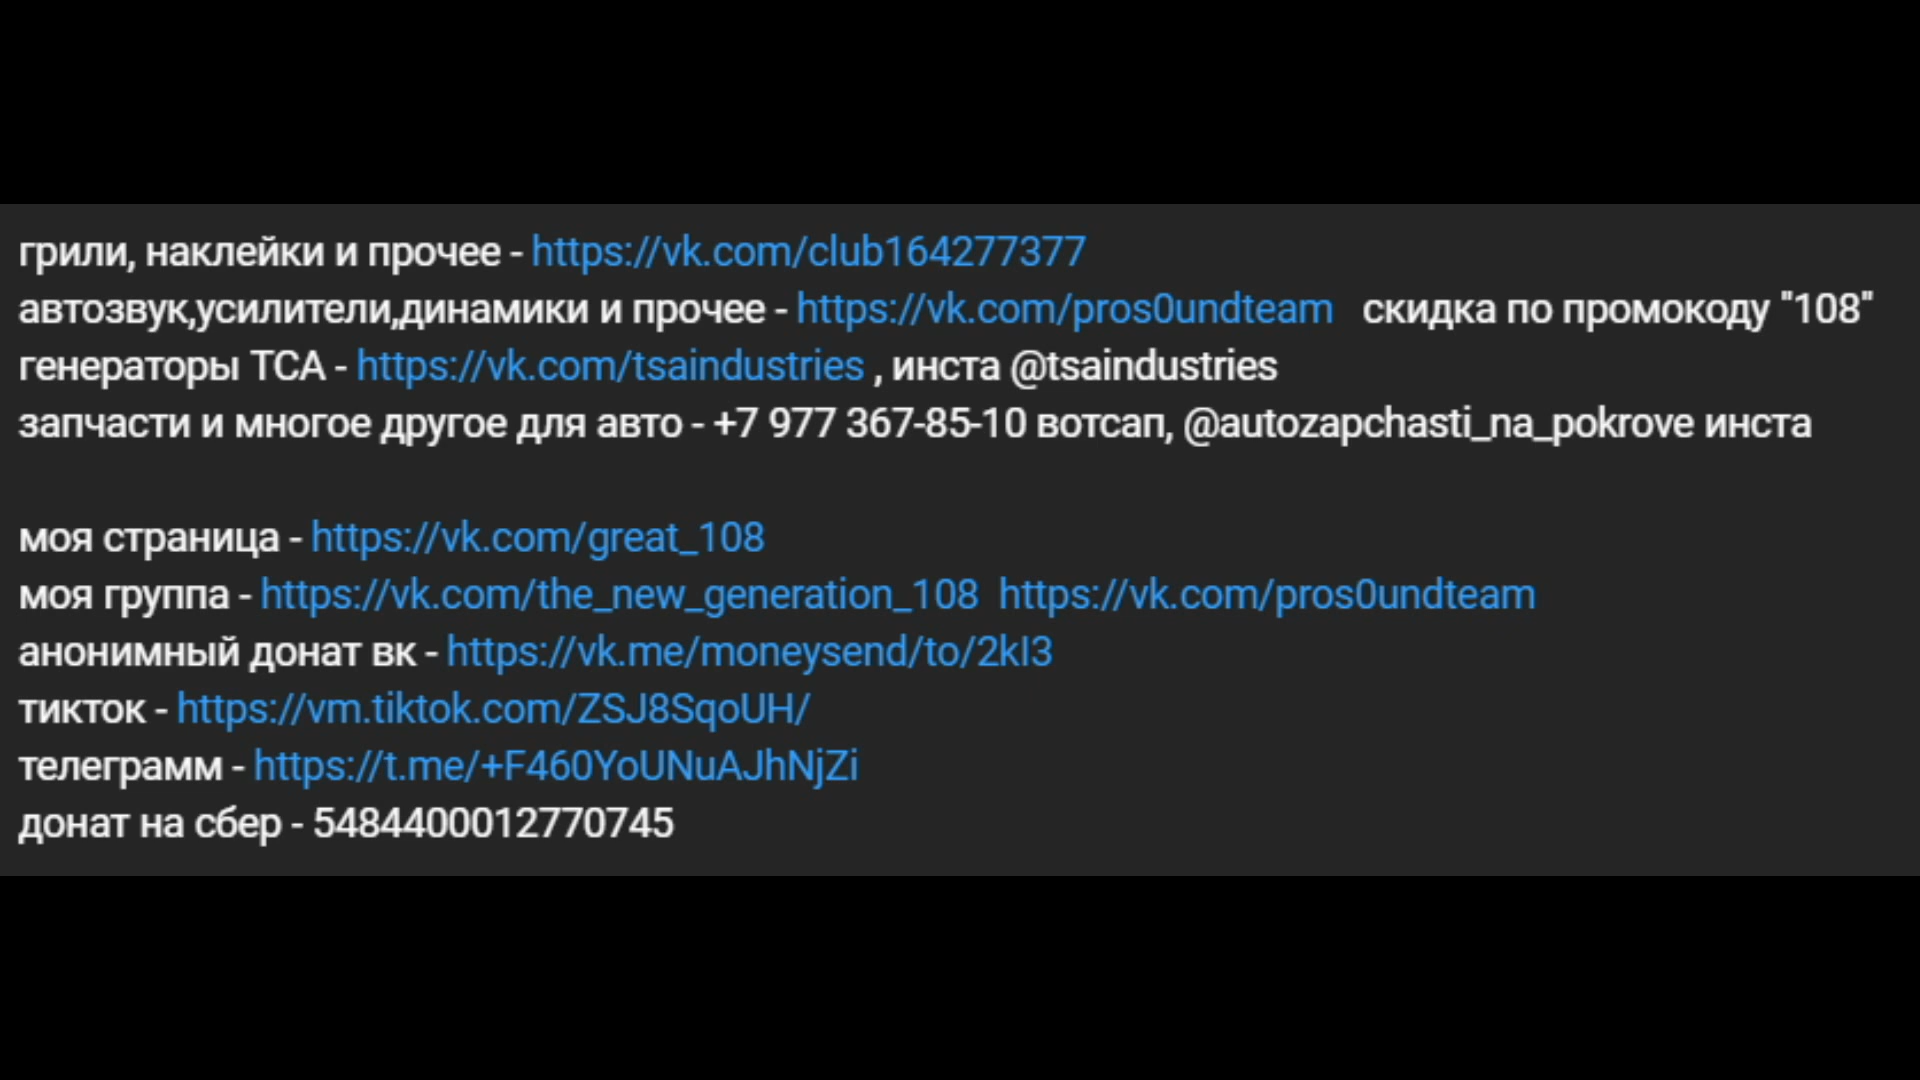 грили, наклейки и прочее - https://vk.com/club164277377
автозвук,усилители,динамики и прочее - https://vk.com/pros0undteam скидка по промокоду "108"
генераторы ТСА - https://vk.com/tsaindustries , инста @tsaindustries
запчасти и многое другое для авто - +7 977 367-85-10 вотсап, @autozapchasti_na_pokrove инста
моя страница - https://vk.com/great_108
моя группа - https://vk.com/the_new_generation_108 https://vk.com/pros0undteam
анонимный донат вк - https://vk.me/moneysend/to/2kI3
тикток - https://vm.tiktok.com/ZSJ8SqoUH/
телеграмм - https://t.me/+F460YoUNuAJhNjZi
донат на сбер - 5484400012770745